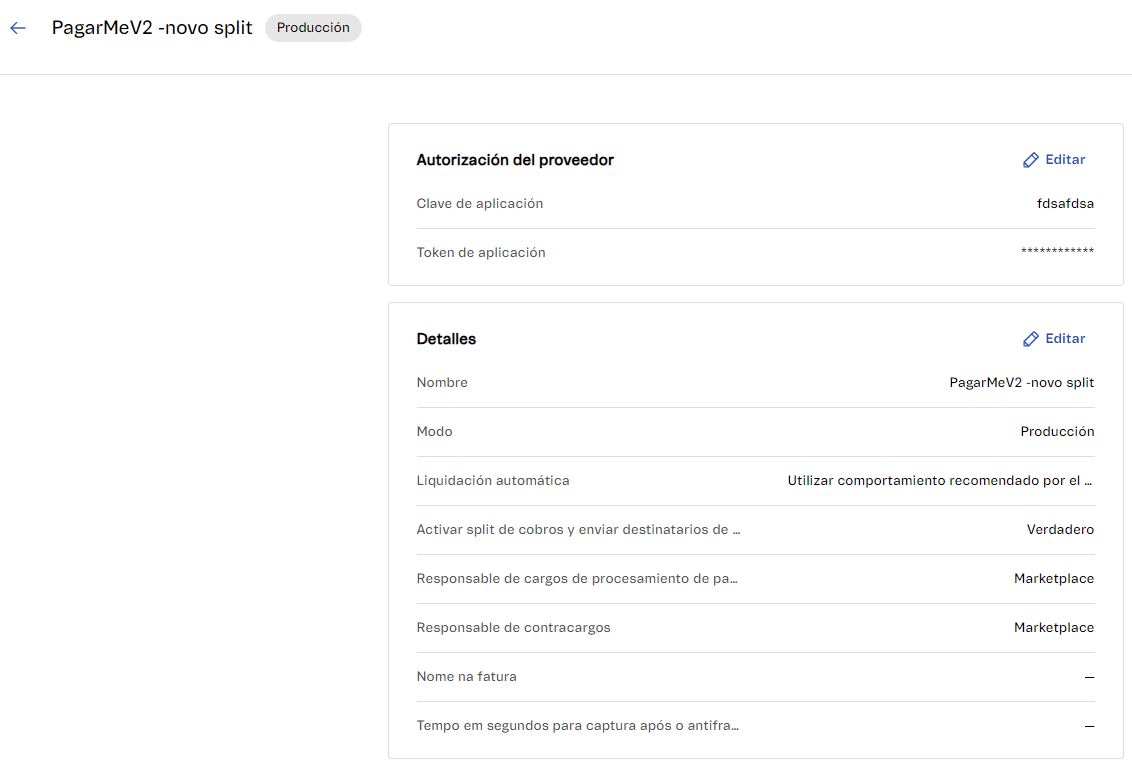 PagarMeV2 -novo split Producción
Autorización del proveedor Editar
Clave de aplicación fdsafdsa
Token de aplicación ************
Detalles Editar
Nombre PagarMeV2 -novo split
Modo Producción
Liquidación automática Utilizar comportamiento recomendado por el ...
Activar split de cobros y enviar destinatarios de ... Verdadero
Responsable de cargos de procesamiento de pa... Marketplace
Responsable de contracargos Marketplace
Nome na fatura —
Tempo em segundos para captura após o antifra... —